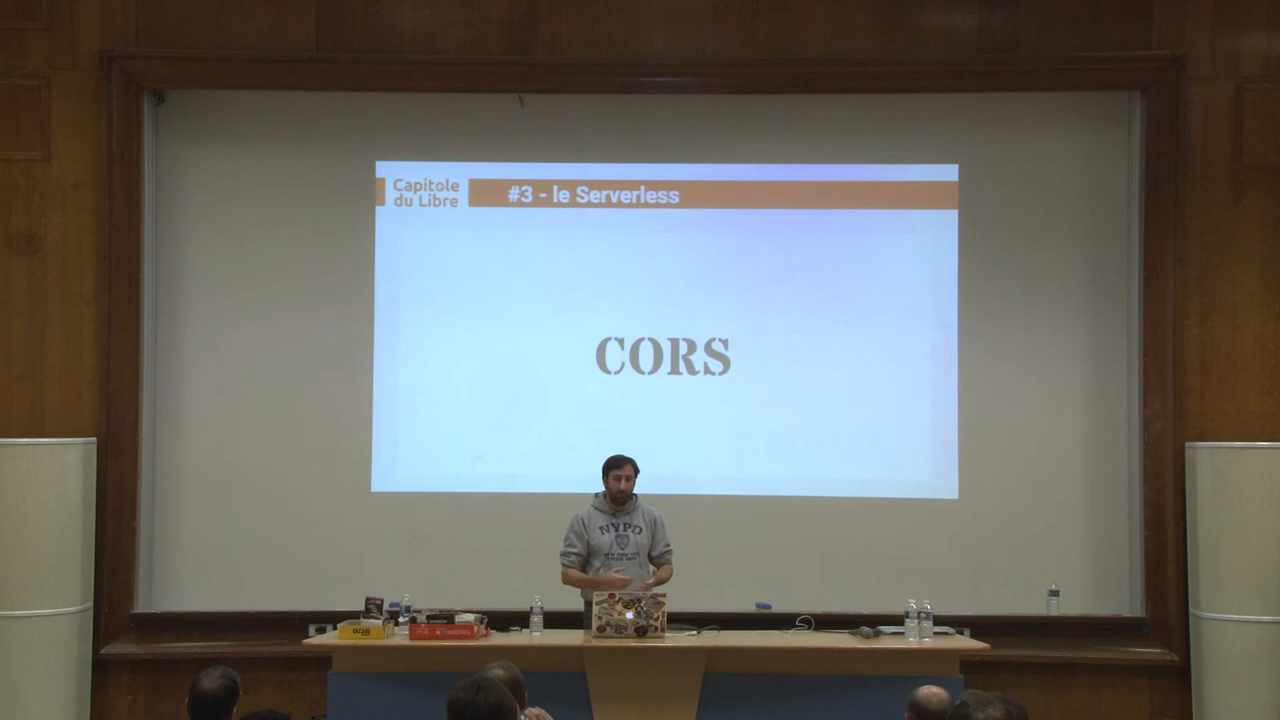 Capitole
du Libre
#3 - le Serverless
CORS
NYPD